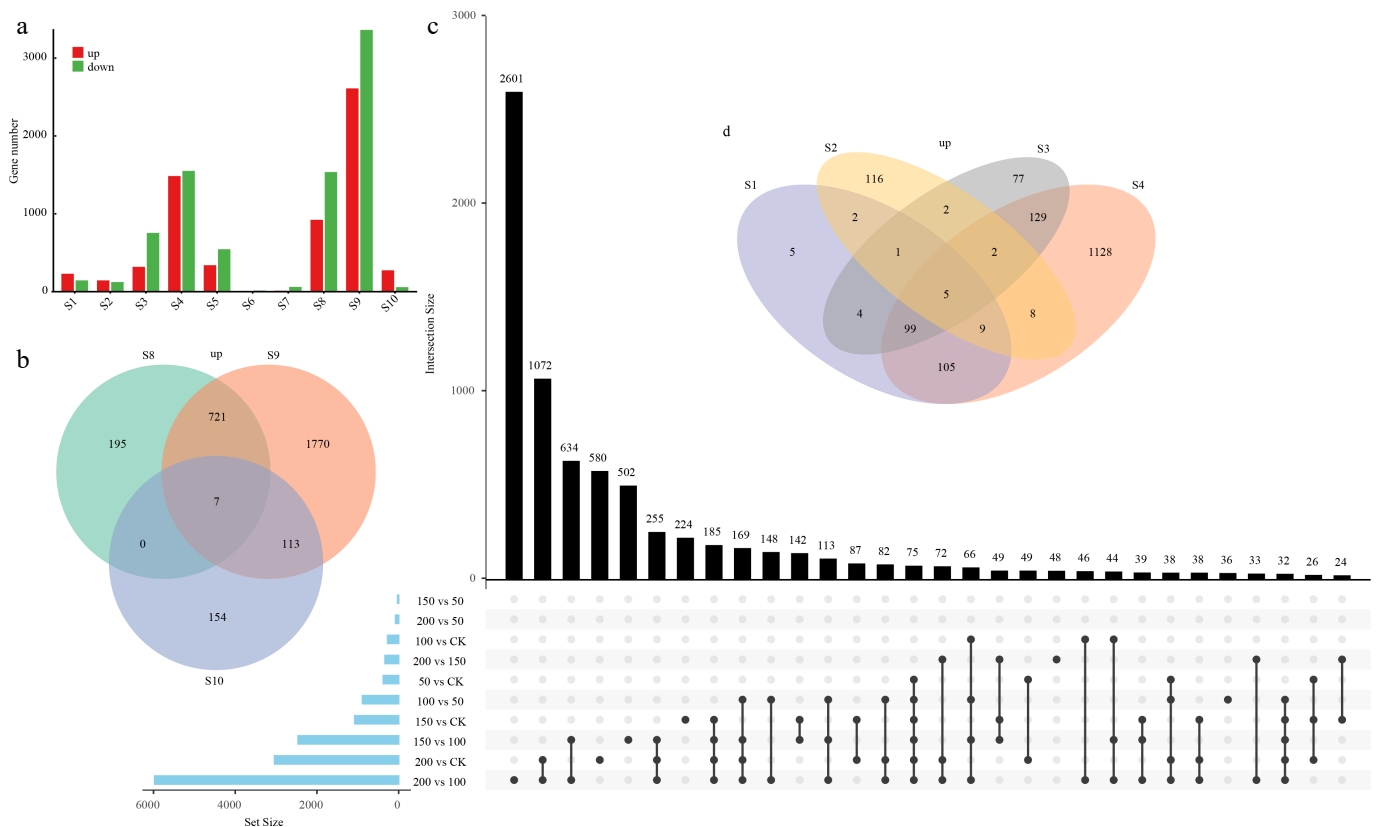 a
up
down
Gene number
3000
2000
1000
0
S1
S2
S3
S4
S5
S6
S7
S8
S9
S10
b
S8
up
S9
721
195
1770
7
0
113
154
S10
c
3000
2000
1000
0
Intersection Size
2601
1072
634
580
502
255
224
185
169
148
142
113
87
82
75
72
66
49
49
48
46
44
39
38
38
36
33
32
26
24
d
up
S1
S2
S3
S4
116
77
2
2
129
5
1
2
1128
5
4
99
9
8
105
150 vs 50
200 vs 50
100 vs CK
200 vs 150
50 vs CK
100 vs 50
150 vs CK
150 vs 100
200 vs CK
200 vs 100
6000
4000
2000
0
Set Size